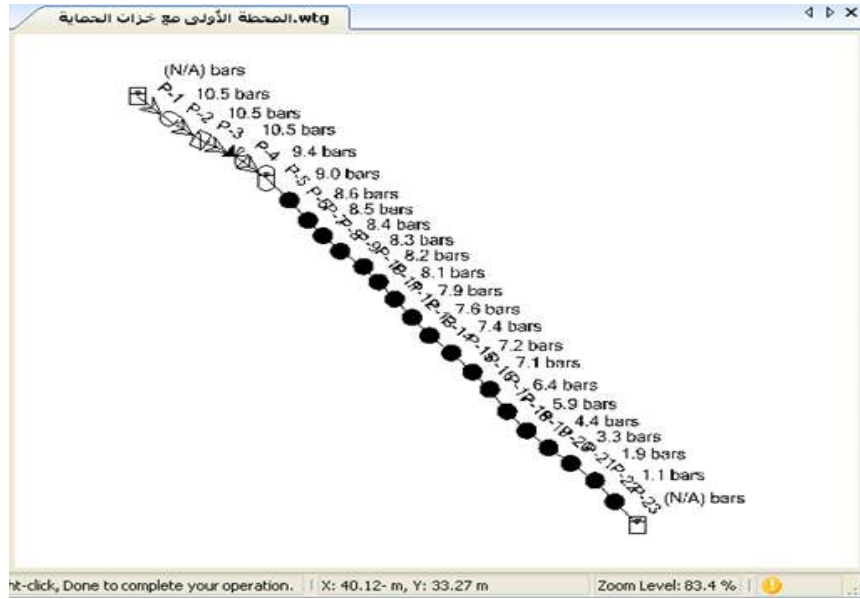 المحطة الأولى مع خزات الحماية.wtg
(N/A) bars
P-1
10.5 bars
P-2
10.5 bars
P-3
10.5 bars
P-4
9.4 bars
P-5
9.0 bars
8.6 bars
8.5 bars
8.4 bars
8.3 bars
8.2 bars
8.1 bars
7.9 bars
7.6 bars
7.4 bars
7.2 bars
7.1 bars
6.4 bars
5.9 bars
4.4 bars
3.3 bars
1.9 bars
1.1 bars
P-23
(N/A) bars
ht-click, Done to complete your operation.
X: 40.12- m, Y: 33.27 m
Zoom Level: 83.4 %